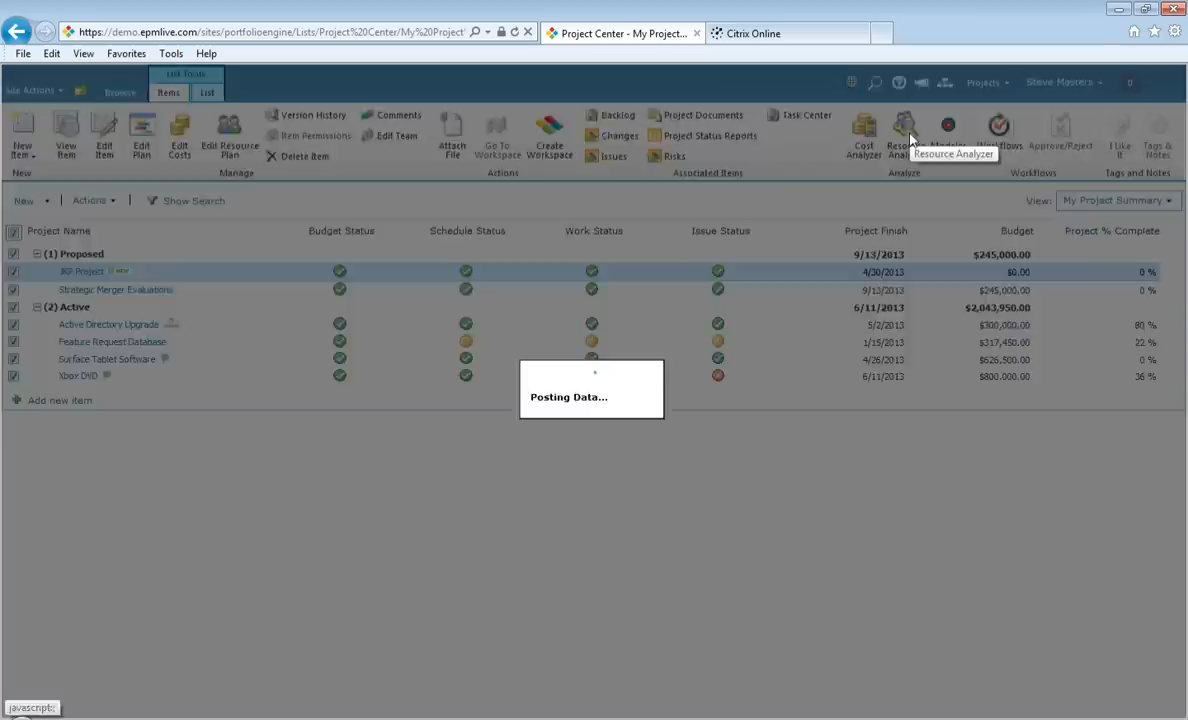 https://demo.epmlive.com/sites/portfolioengine/Lists/Project%20Center/My%20Project'
Project Center - My Project...
Citrix Online
File Edit View Favorites Tools Help
List Tools
Actions Browse Items List Projects Steve Masters 0
New Item
View Item
Edit Item
Edit Plan
Edit Costs
Edit Resource Plan
Version History
Item Permissions
Delete Item
Comments
Edit Team
Attach File
Go To Workspace
Create Workspace
Backlog
Changes
Issues
Project Documents
Project Status Reports
Risks
Task Center
Cost Analyzer
Workflows
Approve/Reject
I Like It
Tags & Notes
Resource Analyzer
New Manage Actions Associated Items Analyze Workflows Tags and Notes
New Actions Show Search View: My Project Summary
Project Name Budget Status Schedule Status Work Status Issue Status Project Finish Budget Project % Complete
(1) Proposed 9/13/2013 $245,000.00
JKP Project 4/30/2013 $0.00 0 %
Strategic Merger Evaluations 9/13/2013 $245,000.00 0 %
(2) Active 6/11/2013 $2,043,950.00
Active Directory Upgrade 5/2/2013 $300,000.00 80 %
Feature Request Database 1/15/2013 $317,450.00 22 %
Surface Tablet Software 4/26/2013 $626,500.00 0 %
Xbox DVD 6/11/2013 $800,000.00 36 %
Add new item
Posting Data...
javascript:;